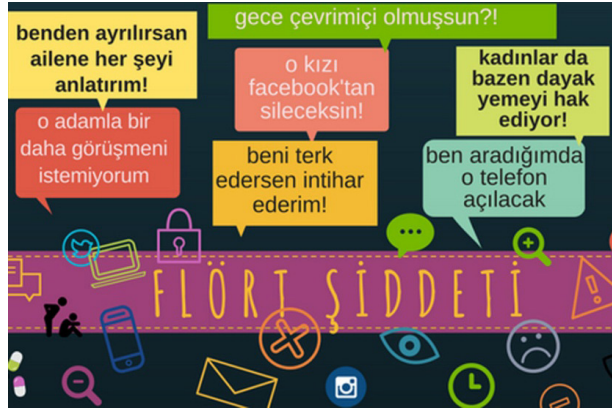 benden ayrılırsan
ailene her şeyi
anlatırım!
gece çevrimiçi olmuşsun?!
o kızı
facebook'tan
sileceksin!
kadınlar da
bazen dayak
yemeyi hak
ediyor!
o adamla bir
daha görüşmeni
istemiyorum
beni terk
edersen intihar
ederim!
ben aradığımda
o telefon
açılacak
FLÖRT ŞİDDETİ